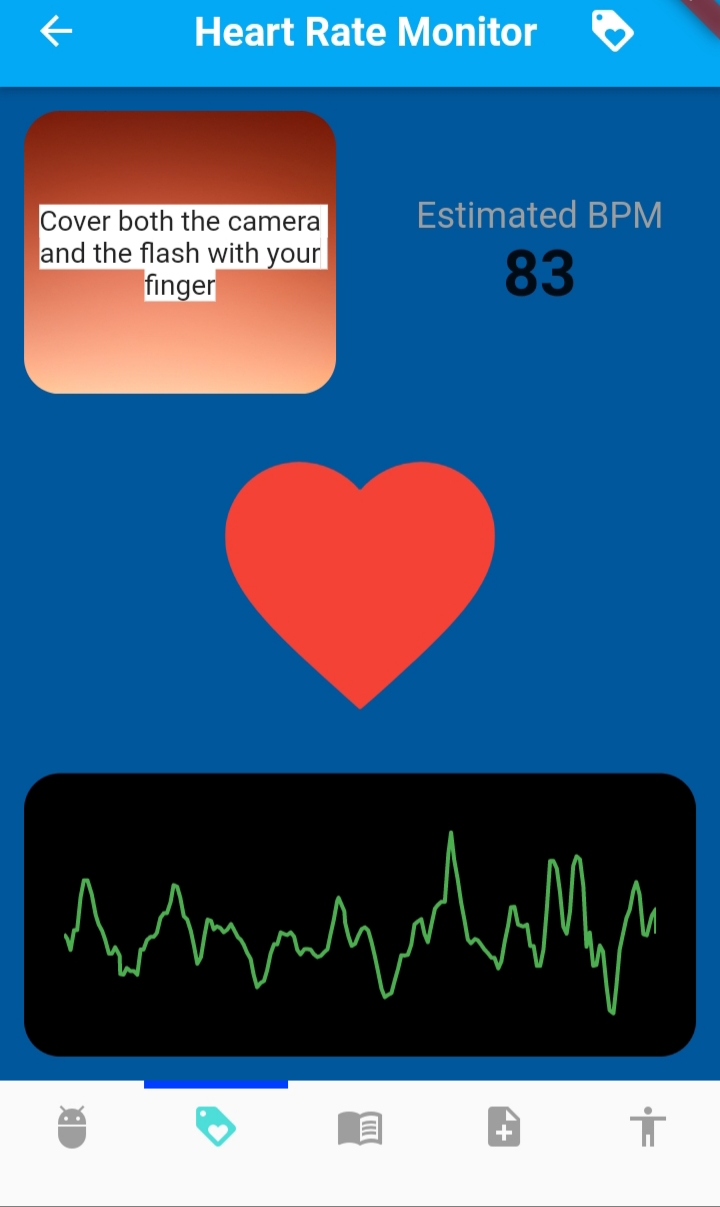 Heart Rate Monitor
Cover both the camera
and the flash with your
finger
Estimated BPM
83